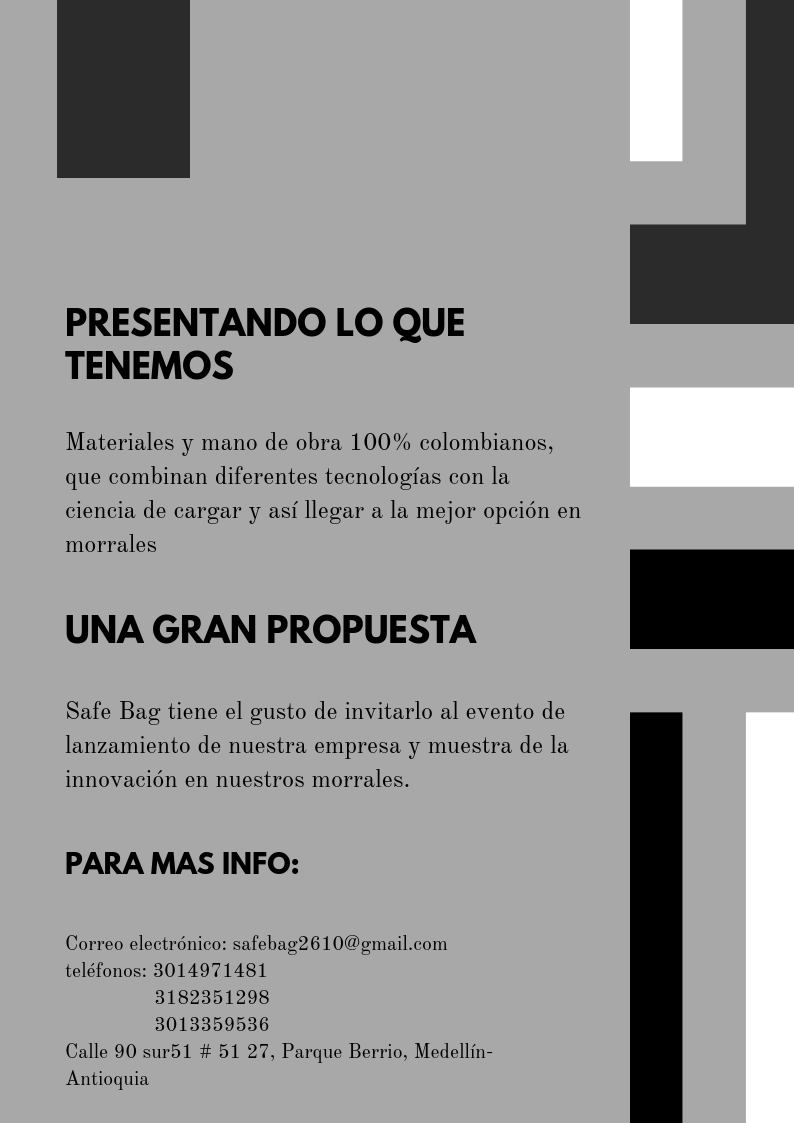 PRESENTANDO LO QUE
TENEMOS
Materiales y mano de obra 100% colombianos,
que combinan diferentes tecnologías con la
ciencia de cargar y así llegar a la mejor opción en
morrales
UNA GRAN PROPUESTA
Safe Bag tiene el gusto de invitarlo al evento de
lanzamiento de nuestra empresa y muestra de la
innovación en nuestros morrales.
PARA MAS INFO:
Correo electrónico: safebag2610@gmail.com
teléfonos: 3014971481
3182351298
3013359536
Calle 90 sur51 # 51 27, Parque Berrio, Medellín-
Antioquia